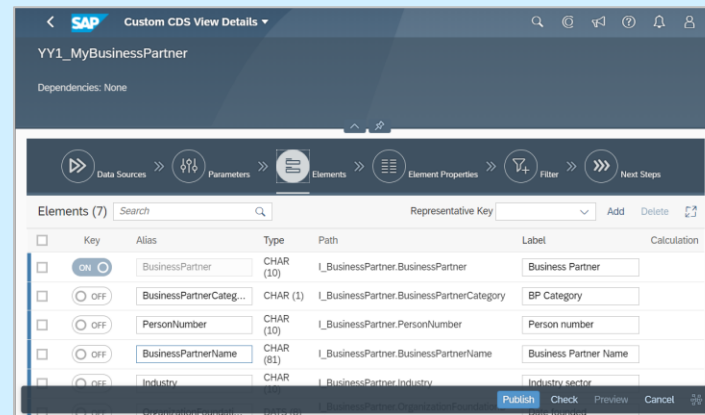 SAP Custom CDS View Details
YY1_MyBusinessPartner
Dependencies: None
Data Sources Parameters Elements Element Properties Filter Next Steps
Elements (7) Search Representative Key Add Delete
Key Alias Type Path Label Calculation
ON BusinessPartner CHAR (10) I_BusinessPartner.BusinessPartner Business Partner
OFF BusinessPartnerCateg... CHAR (1) I_BusinessPartner.BusinessPartnerCategory BP Category
OFF PersonNumber CHAR (10) I_BusinessPartner.PersonNumber Person number
OFF BusinessPartnerName CHAR (81) I_BusinessPartner.BusinessPartnerName Business Partner Name
OFF Industry CHAR I_BusinessPartner.Industry Industry sector
Publish Check Preview Cancel